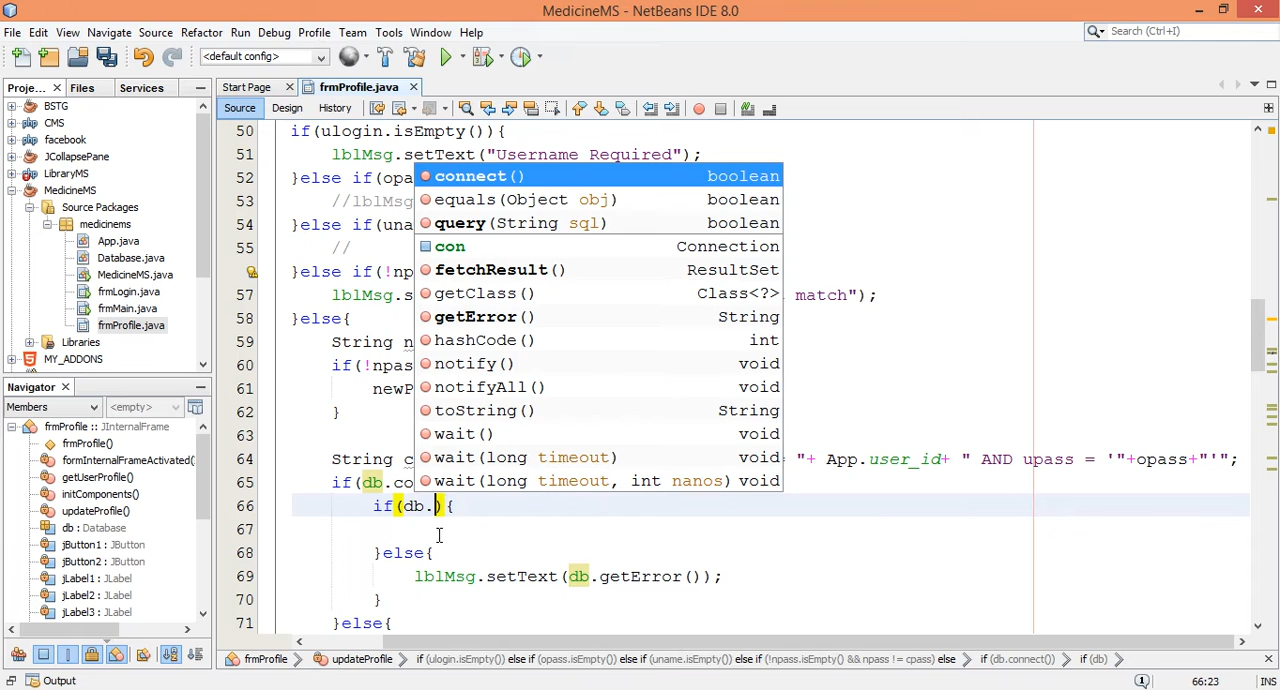 MedicineMS - NetBeans IDE 8.0
File Edit View Navigate Source Refactor Run Debug Profile Team Tools Window Help
Search (Ctrl+I)
<default config>
Proje... Files Services
Start Page frmProfile.java
Source Design History
BSTG
CMS
facebook
JCollapsePane
LibraryMS
MedicineMS
Source Packages
medicinems
App.java
Database.java
MedicineMS.java
frmLogin.java
frmMain.java
frmProfile.java
Libraries
MY_ADDONS
Navigator
Members <empty>
frmProfile :: JInternalFrame
frmProfile()
formInternalFrameActivated(
getUserProfile()
initComponents()
updateProfile()
db : Database
jButton1 : JButton
jButton2 : JButton
jLabel1 : JLabel
jLabel2 : JLabel
jLabel3 : JLabel
50 if(ulogin.isEmpty()){
51 lblMsg.setText("Username Required");
52 }else if(opa
53 //lblMsg
54 }else if(una
55 //
}else if(!np
57 lblMsg.s match");
58 }else{
59 String n
60 if(!npas
61 newP
62 }
63
64 String c "+ App.user_id+ " AND upass = '"+opass+"'";
65 if(db.co
66 if(db.){
67
68 }else{
69 lblMsg.setText(db.getError());
70 }
71 }else{
connect() boolean
equals(Object obj) boolean
query(String sql) boolean
con Connection
fetchResult() ResultSet
getClass() Class<?>
getError() String
hashCode() int
notify() void
notifyAll() void
toString() String
wait() void
wait(long timeout) void
wait(long timeout, int nanos) void
frmProfile updateProfile if (ulogin.isEmpty()) else if (opass.isEmpty()) else if (uname.isEmpty()) else if (!npass.isEmpty() && npass != cpass) else if (db.connect()) if (db)
Output
1 66:23 INS